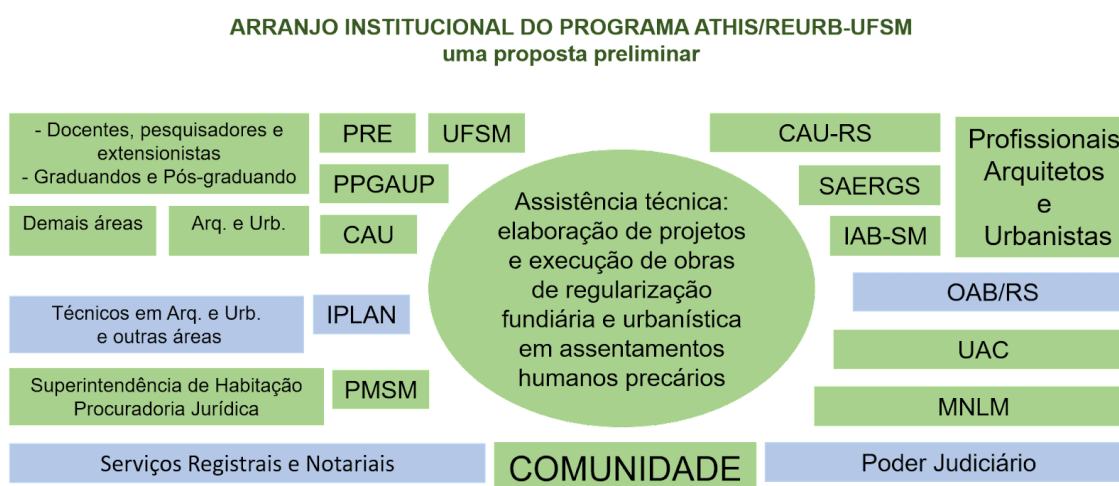 ARRANJO INSTITUCIONAL DO PROGRAMA ATHIS/REURB-UFSM
uma proposta preliminar
- Docentes, pesquisadores e
extensionistas
- Graduandos e Pós-graduando
PRE
UFSM
PPGAUP
Demais áreas
Arq. e Urb.
CAU
Técnicos em Arq. e Urb.
e outras áreas
IPLAN
Superintendência de Habitação
Procuradoria Jurídica
PMSM
Serviços Registrais e Notariais
Assistência técnica:
elaboração de projetos
e execução de obras
de regularização
fundiária e urbanística
em assentamentos
humanos precários
COMUNIDADE
CAU-RS
SAERGS
IAB-SM
Profissionais
Arquitetos
e
Urbanistas
OAB/RS
UAC
MNLM
Poder Judiciário